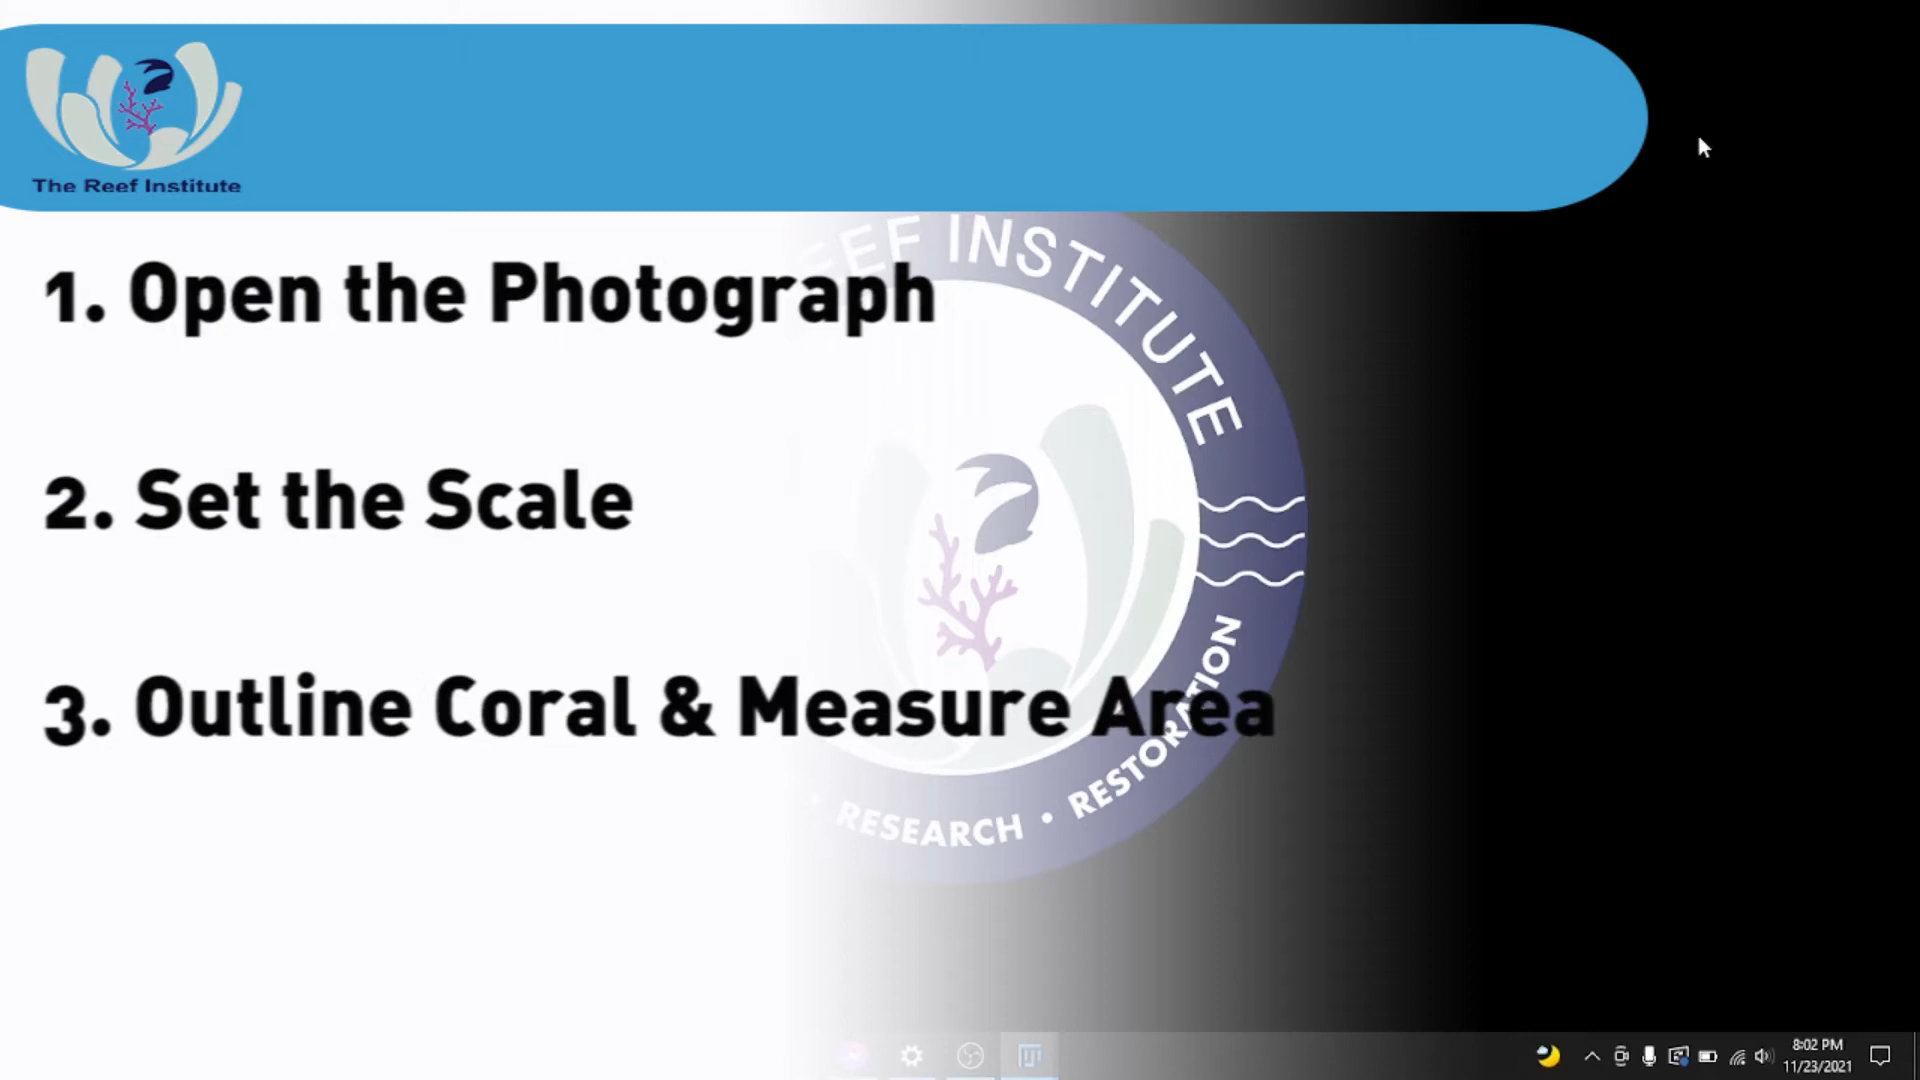 The Reef Institute
EEF INSTITUTE
1. Open the Photograph
2. Set the Scale
3. Outline Coral & Measure Area
• RESEARCH • RESTORATION
8:02 PM
11/23/2021